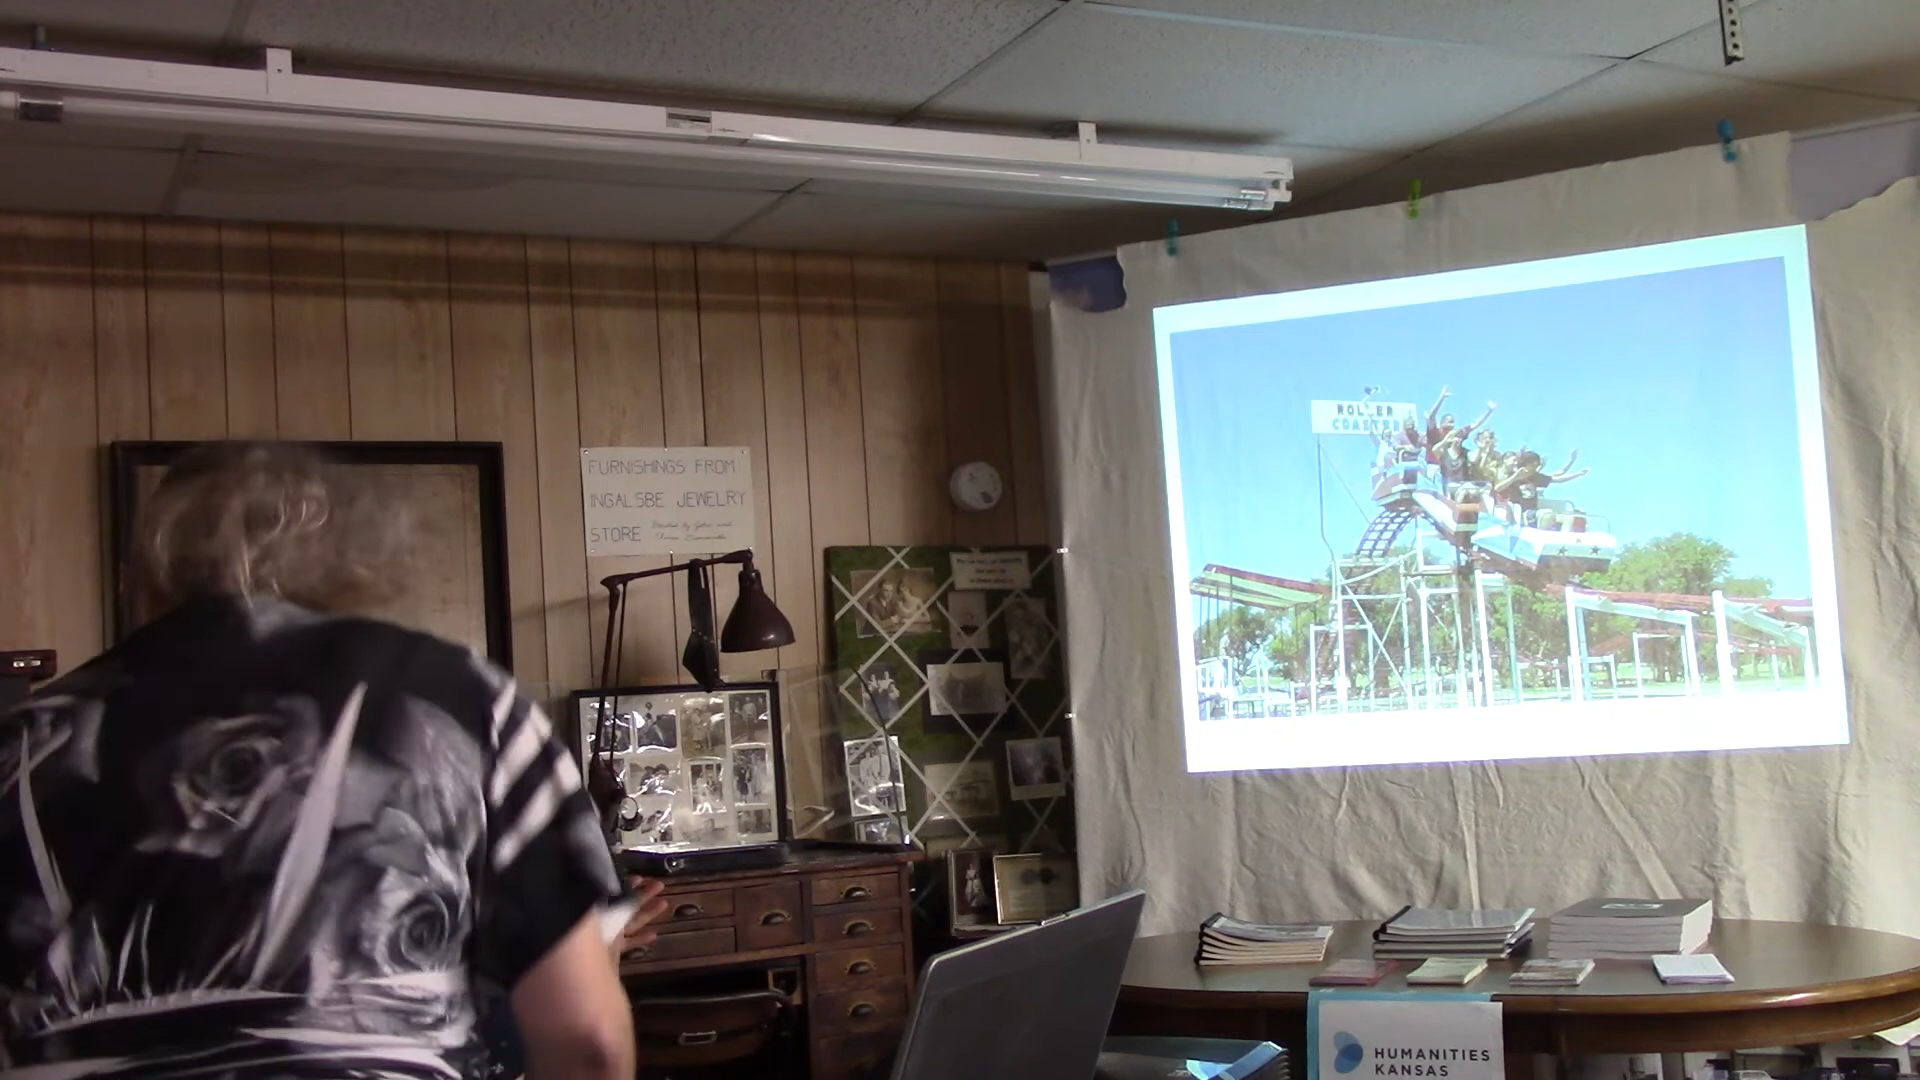 FURNISHINGS FROM
INGALSBE JEWELRY
STORE
ROLLER
COASTER
HUMANITIES
KANSAS